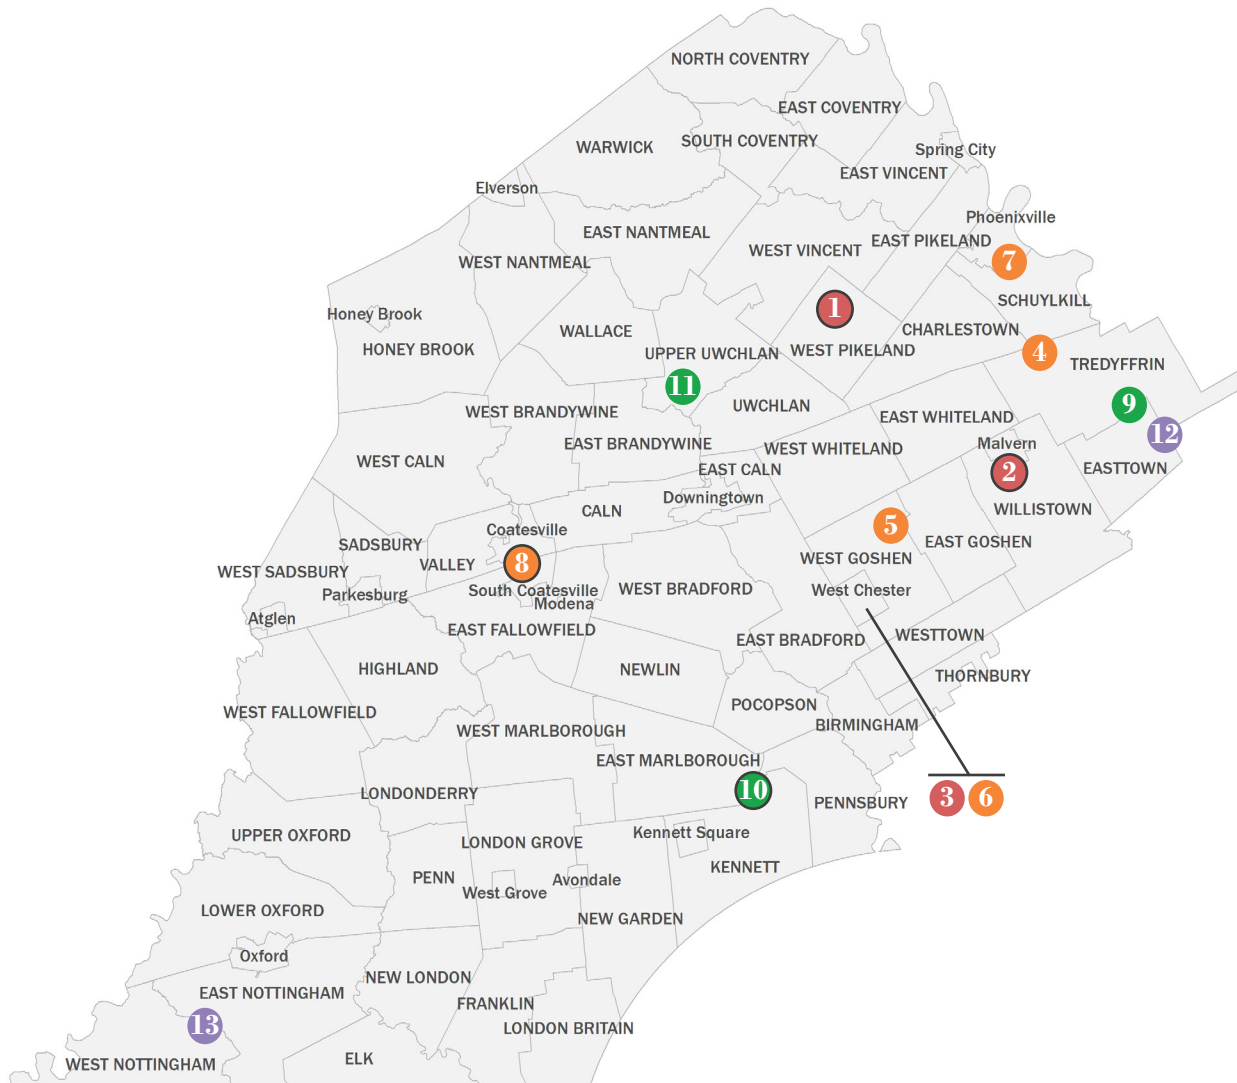 NORTH COVENTRY
EAST COVENTRY
SOUTH COVENTRY
WARWICK
Spring City
EAST VINCENT
Elverson
Phoenixville
EAST NANTMEAL
EAST PIKELAND
WEST VINCENT
WEST NANTMEAL
7
SCHUYLKILL
1
Honey Brook
CHARLESTOWN
WALLACE
HONEY BROOK
WEST PIKELAND
UPPER UWCHLAN
4
TREDYFFRIN
11
9
UWCHLAN
WEST BRANDYWINE
EAST WHITELAND
12
EAST BRANDYWINE
Malvern
WEST WHITELAND
WEST CALN
EAST CALN
EASTTOWN
2
Downingtown
CALN
WILLISTOWN
5
Coatesville
EAST GOSHEN
SADSBURY
WEST GOSHEN
8
VALLEY
WEST SADSBURY
South Coatesville
WEST BRADFORD
West Chester
Parkesburg
Modena
Atglen
EAST FALLOWFIELD
WESTTOWN
EAST BRADFORD
HIGHLAND
NEWLIN
THORNBURY
POCOPSON
WEST FALLOWFIELD
BIRMINGHAM
WEST MARLBOROUGH
EAST MARLBOROUGH
10
LONDONDERRY
3
6
PENNSBURY
Kennett Square
UPPER OXFORD
LONDON GROVE
KENNETT
PENN
Avondale
West Grove
LOWER OXFORD
NEW GARDEN
Oxford
NEW LONDON
EAST NOTTINGHAM
FRANKLIN
13
LONDON BRITAIN
ELK
WEST NOTTINGHAM